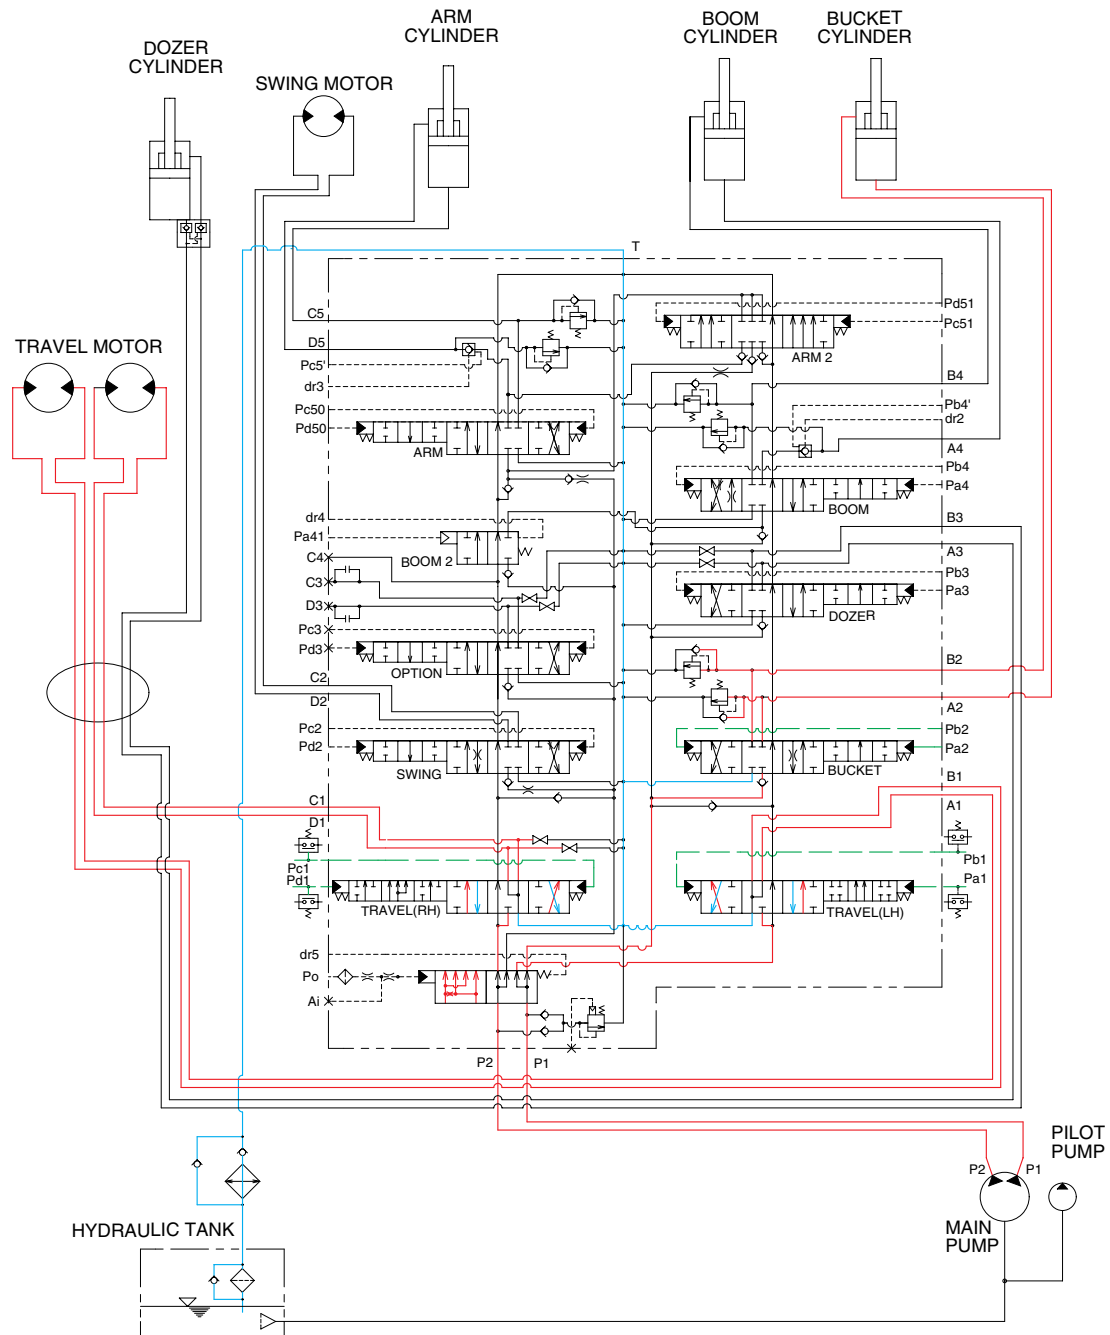 ARM
CYLINDER
BOOM
CYLINDER
BUCKET
CYLINDER
DOZER
CYLINDER
SWING MOTOR
T
Pd51
C5
Pc51
D5
TRAVEL MOTOR
ARM 2
Pc5'
B4
dr3
Pb4'
Pc50
dr2
Pd50
ARM
A4
Pb4
Pa4
BOOM
dr4
B3
Pa41
BOOM 2
C4
A3
C3
Pb3
Pa3
D3
DOZER
Pc3
Pd3
OPTION
B2
C2
D2
A2
Pc2
Pb2
Pd2
Pa2
SWING
BUCKET
B1
C1
A1
D1
Pc1
Pb1
Pd1
Pa1
TRAVEL(RH)
TRAVEL(LH)
dr5
Po
Ai
P2
P1
PILOT
PUMP
P2
P1
HYDRAULIC TANK
MAIN
PUMP